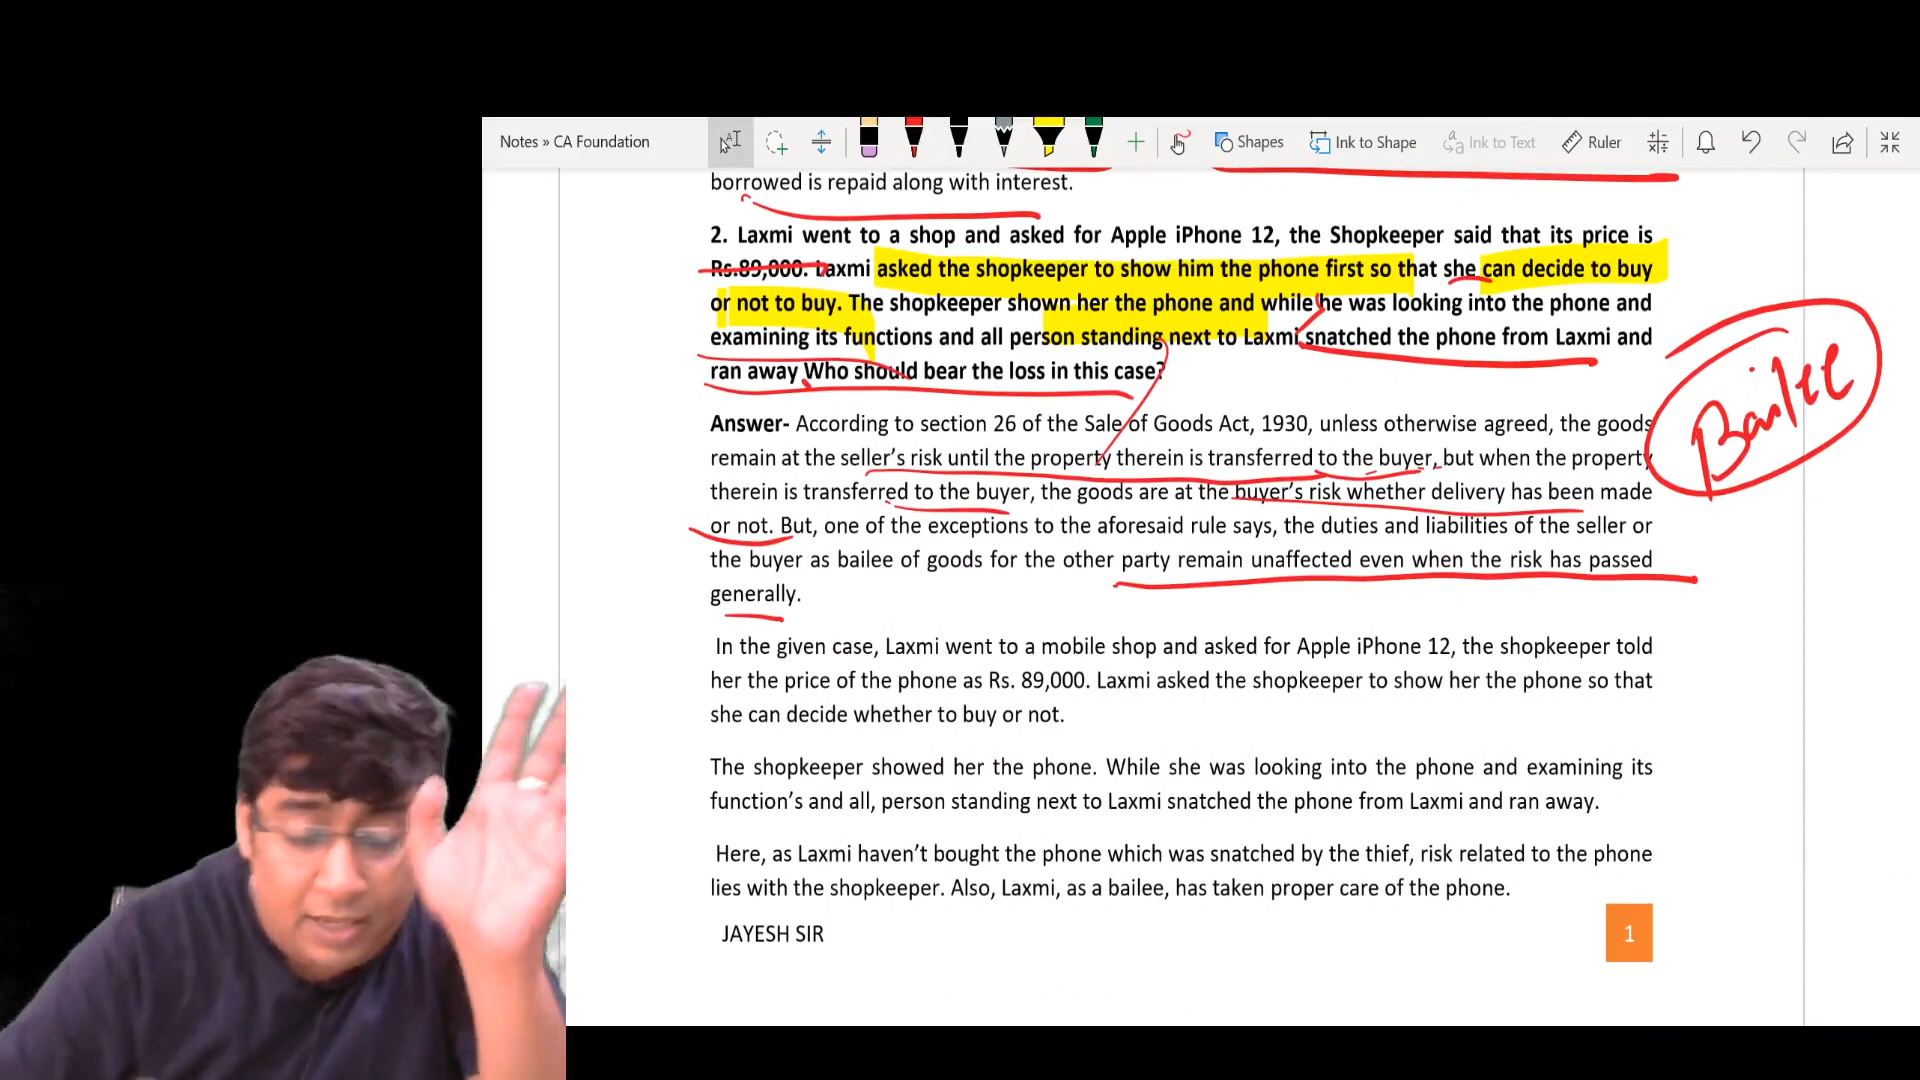 Notes » CA Foundation
Shapes
Ink to Shape
Ink to Text
Ruler
borrowed is repaid along with interest.
2. Laxmi went to a shop and asked for Apple iPhone 12, the Shopkeeper said that its price is
Rs.89,000. Laxmi asked the shopkeeper to show him the phone first so that she can decide to buy
or not to buy. The shopkeeper shown her the phone and while he was looking into the phone and
examining its functions and all person standing next to Laxmi snatched the phone from Laxmi and
ran away Who should bear the loss in this case?
Bailee
Answer- According to section 26 of the Sale of Goods Act, 1930, unless otherwise agreed, the goods
remain at the seller’s risk until the property therein is transferred to the buyer, but when the property
therein is transferred to the buyer, the goods are at the buyer’s risk whether delivery has been made
or not. But, one of the exceptions to the aforesaid rule says, the duties and liabilities of the seller or
the buyer as bailee of goods for the other party remain unaffected even when the risk has passed
generally.
In the given case, Laxmi went to a mobile shop and asked for Apple iPhone 12, the shopkeeper told
her the price of the phone as Rs. 89,000. Laxmi asked the shopkeeper to show her the phone so that
she can decide whether to buy or not.
The shopkeeper showed her the phone. While she was looking into the phone and examining its
function’s and all, person standing next to Laxmi snatched the phone from Laxmi and ran away.
Here, as Laxmi haven’t bought the phone which was snatched by the thief, risk related to the phone
lies with the shopkeeper. Also, Laxmi, as a bailee, has taken proper care of the phone.
JAYESH SIR
1